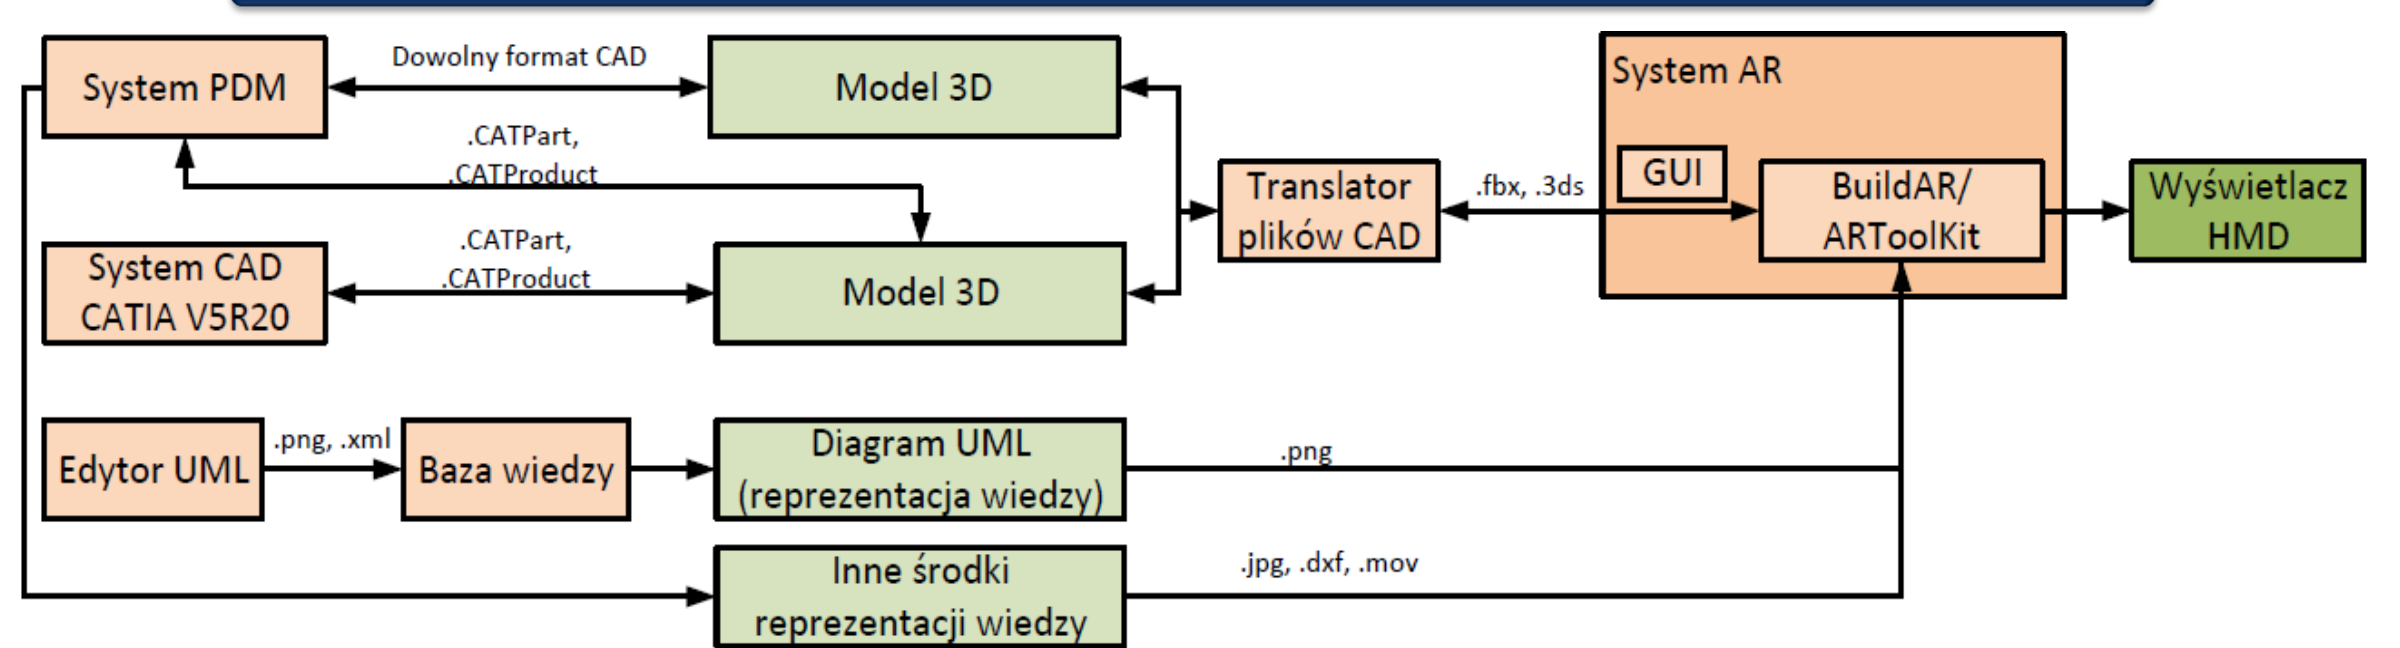 System PDM
Dowolny format CAD
Model 3D
.CATPart,
.CATProduct
System CAD
CATIA V5R20
.CATPart,
.CATProduct
Model 3D
Translator
plików CAD
.fbx, .3ds
System AR
GUI
BuildAR/
ARToolKit
Wyświetlacz
HMD
Edytor UML
.png, .xml
Baza wiedzy
Diagram UML
(reprezentacja wiedzy)
.png
Inne środki
reprezentacji wiedzy
.jpg, .dxf, .mov